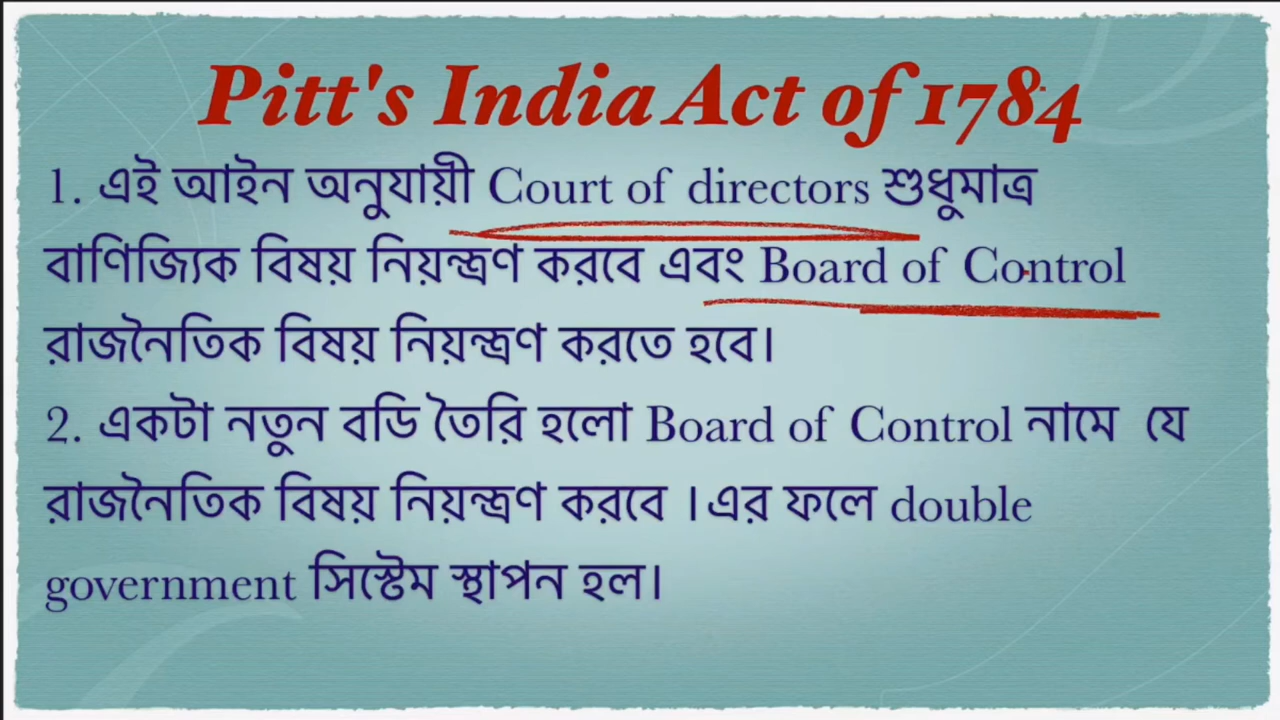 Pitt's India Act of 1784
1. এই আইন অনুযায়ী Court of directors শুধুমাত্র
বাণিজ্যিক বিষয় নিয়ন্ত্রণ করবে এবং Board of Control
রাজনৈতিক বিষয় নিয়ন্ত্রণ করতে হবে।
2. একটা নতুন বডি তৈরি হলো Board of Control নামে যে
রাজনৈতিক বিষয় নিয়ন্ত্রণ করবে । এর ফলে double
government সিস্টেম স্থাপন হল।